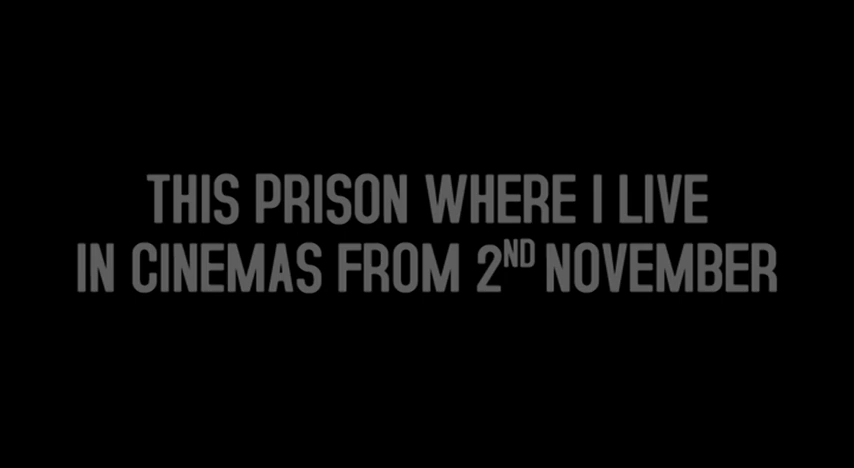 THIS PRISON WHERE I LIVE
IN CINEMAS FROM 2ND NOVEMBER